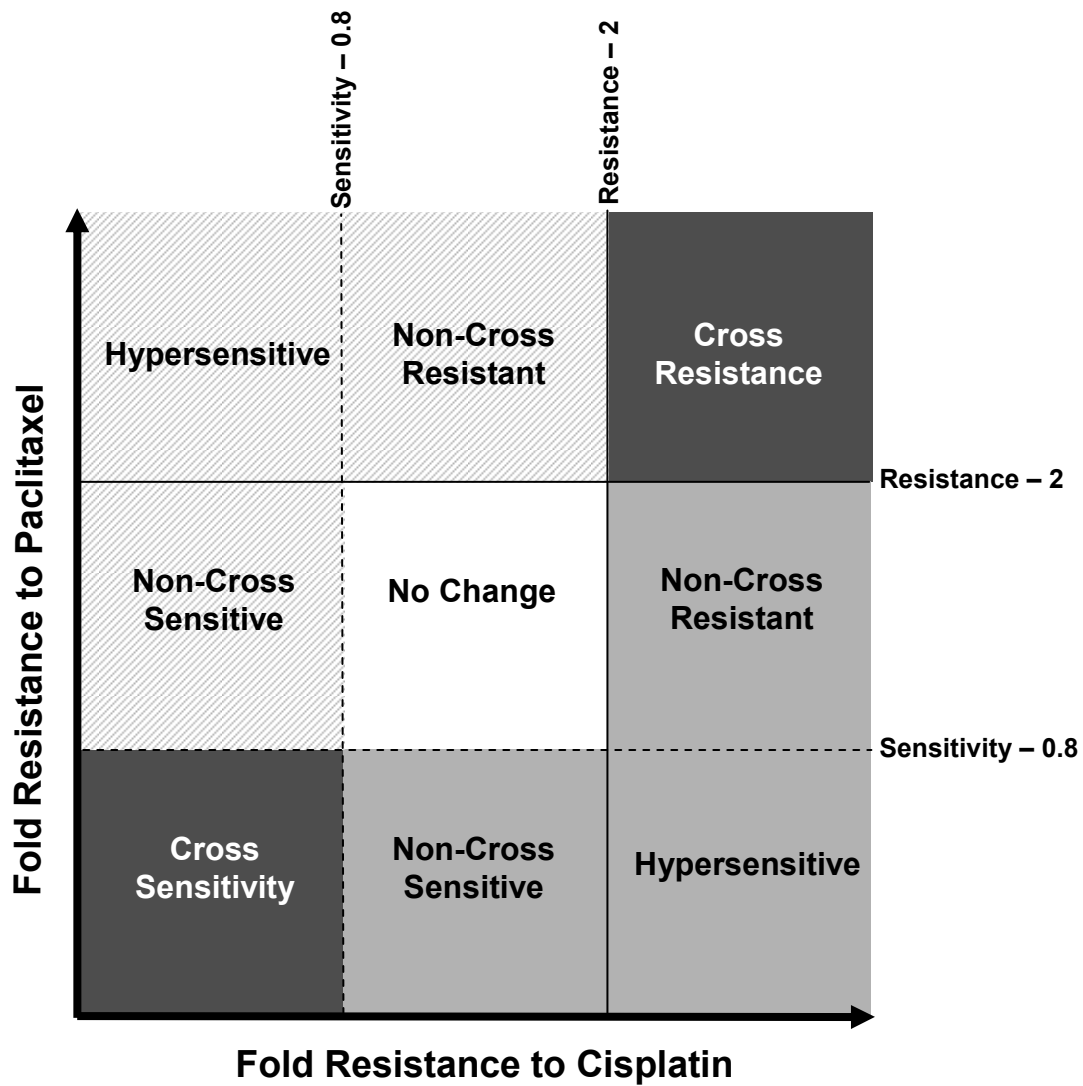 Sensitivity – 0.8
Resistance – 2
Hypersensitive
Non-Cross
Resistant
Cross
Resistance
Resistance – 2
Fold Resistance to Paclitaxel
Non-Cross
Sensitive
No Change
Non-Cross
Resistant
Sensitivity – 0.8
Cross
Sensitivity
Non-Cross
Sensitive
Hypersensitive
Fold Resistance to Cisplatin